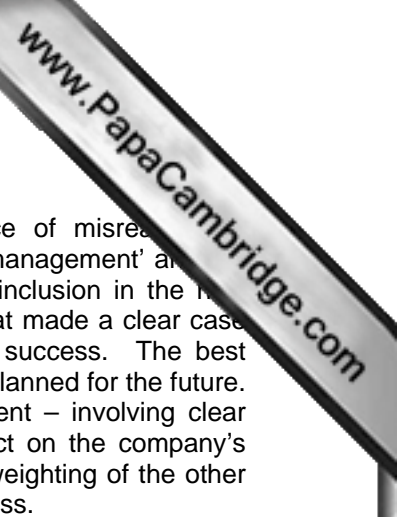 www.PapaCambridge.com
ce of
management'
inclusion in the
at made a clear case
success. The best
lanned for the future.
ent – involving clear
ct on the company's
weighting of the other
ss.